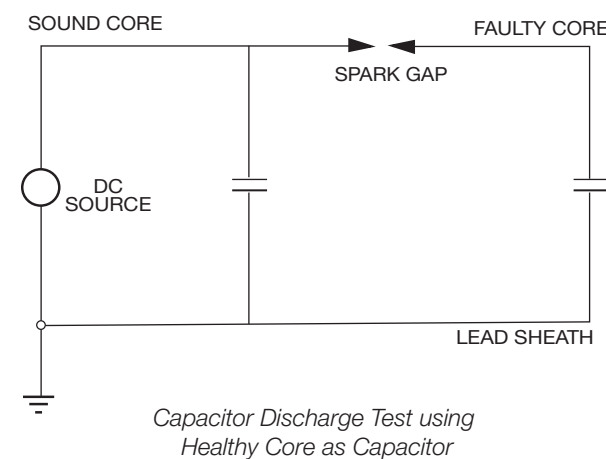 SOUND CORE
FAULTY CORE
SPARK GAP
DC
SOURCE
LEAD SHEATH
Capacitor Discharge Test using
Healthy Core as Capacitor